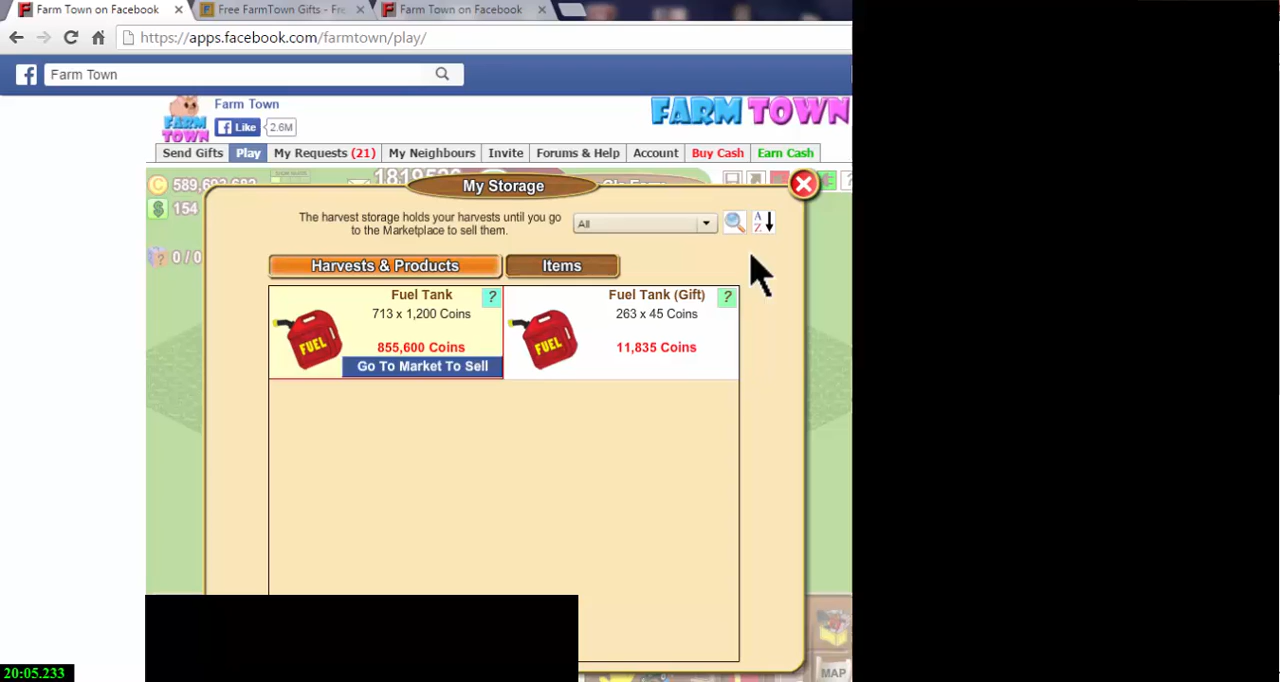 Farm Town on Facebook
Free FarmTown Gifts - Fre
Farm Town on Facebook
https://apps.facebook.com/farmtown/play/
Farm Town
Farm Town
FARM TOWN
Like 2.6M
FARM TOWN
Send Gifts Play My Requests (21) My Neighbours Invite Forums & Help Account Buy Cash Earn Cash
My Storage
154
0 / 0
The harvest storage holds your harvests until you go
to the Marketplace to sell them.
All
A
Z
Harvests & Products Items
Fuel Tank ?
713 x 1,200 Coins
855,600 Coins
Go To Market To Sell
FUEL
Fuel Tank (Gift) ?
263 x 45 Coins
11,835 Coins
FUEL
MAP
20:05.233